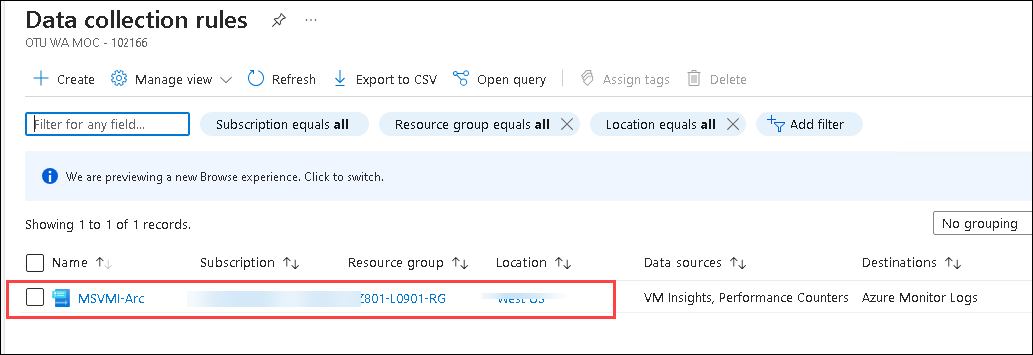 Data collection rules
OTU WA MOC - 102166
Create Manage view Refresh Export to CSV Open query Assign tags Delete
Filter for any field... Subscription equals all Resource group equals all Location equals all Add filter
We are previewing a new Browse experience. Click to switch.
Showing 1 to 1 of 1 records.
No grouping
Name Subscription Resource group Location Data sources Destinations
MSVMI-Arc 801-L0901-RG West US VM Insights, Performance Counters Azure Monitor Logs